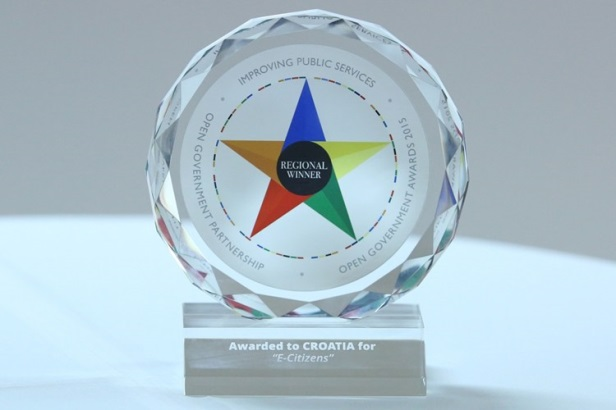 IMPROVING PUBLIC SERVICES
OPEN GOVERNMENT PARTNERSHIP
OPEN GOVERNMENT AWARDS 2015
REGIONAL
WINNER
Awarded to CROATIA for
"E-Citizens"